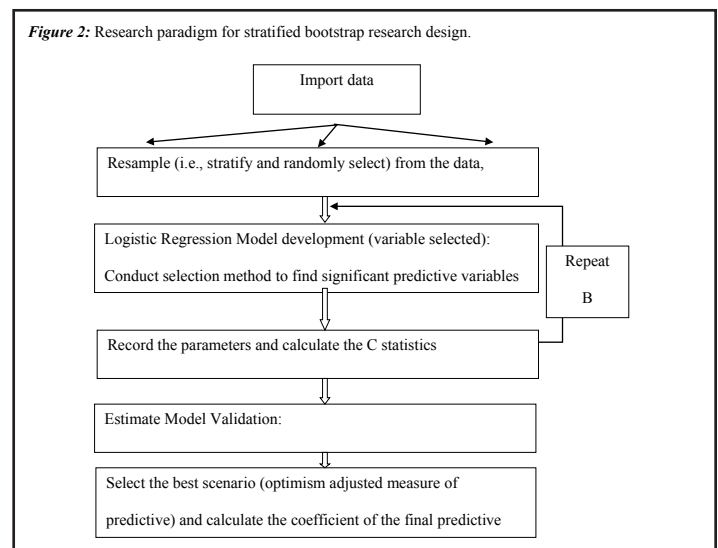 Figure 2: Research paradigm for stratified bootstrap research design.
Import data
Resample (i.e., stratify and randomly select) from the data,
Logistic Regression Model development (variable selected):
Conduct selection method to find significant predictive variables
Repeat
B
Record the parameters and calculate the C statistics
Estimate Model Validation:
Select the best scenario (optimism adjusted measure of
predictive) and calculate the coefficient of the final predictive